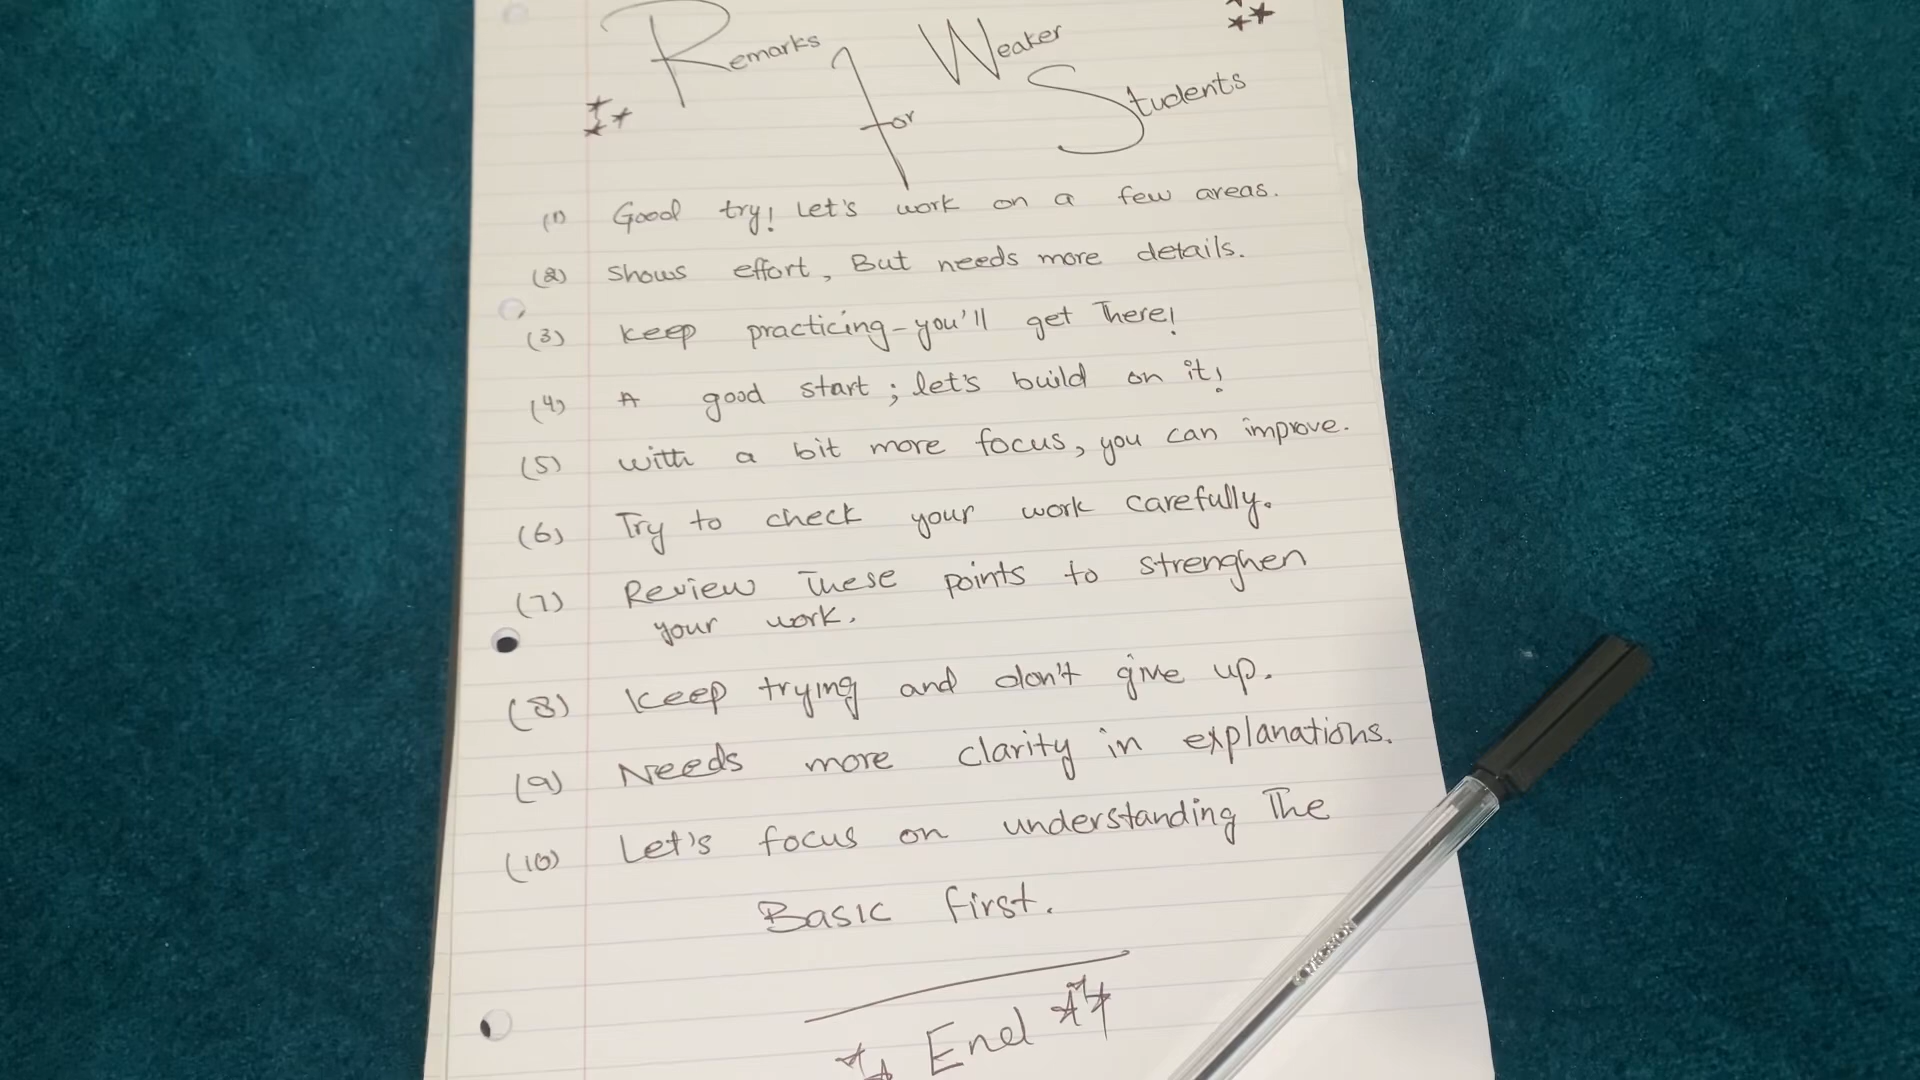 Remarks for Weaker Students
(1) Good try! Let's work on a few areas.
(2) Shows effort, But needs more details.
(3) Keep practicing-you'll get There!
(4) A good start; let's build on it!
(5) with a bit more focus, you can improve.
(6) Try to check your work carefully.
(7) Review These points to strenghen
your work.
(8) Keep trying and don't give up.
(9) Needs more clarity in explanations.
(10) Let's focus on understanding The
Basic first.
End